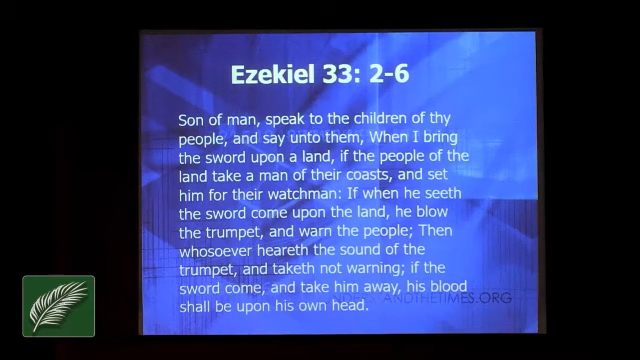 Ezekiel 33: 2-6
Son of man, speak to the children of thy
people, and say unto them, When I bring
the sword upon a land, if the people of the
land take a man of their coasts, and set
him for their watchman: If when he seeth
the sword come upon the land, he blow
the trumpet, and warn the people; Then
whosoever heareth the sound of the
trumpet, and taketh not warning; if the
sword come, and take him away, his blood
shall be upon his own head.
ANDTHETIMES.ORG